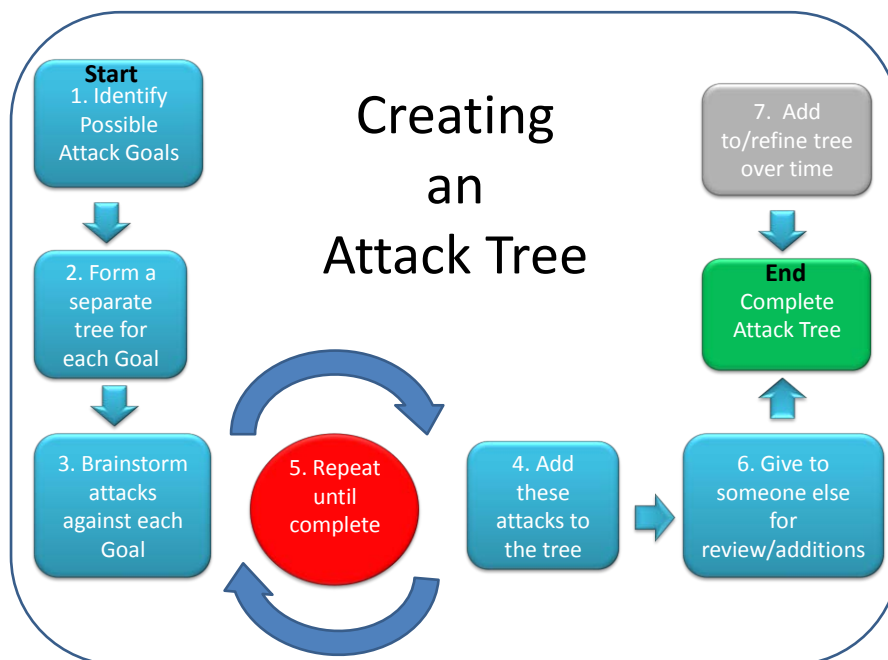 Creating
an
Attack Tree
Start
1. Identify
Possible
Attack Goals
2. Form a
separate
tree for
each Goal
3. Brainstorm
attacks
against each
Goal
5. Repeat
until
complete
4. Add
these
attacks to
the tree
6. Give to
someone else
for
review/additions
7. Add
to/refine tree
over time
End
Complete
Attack Tree